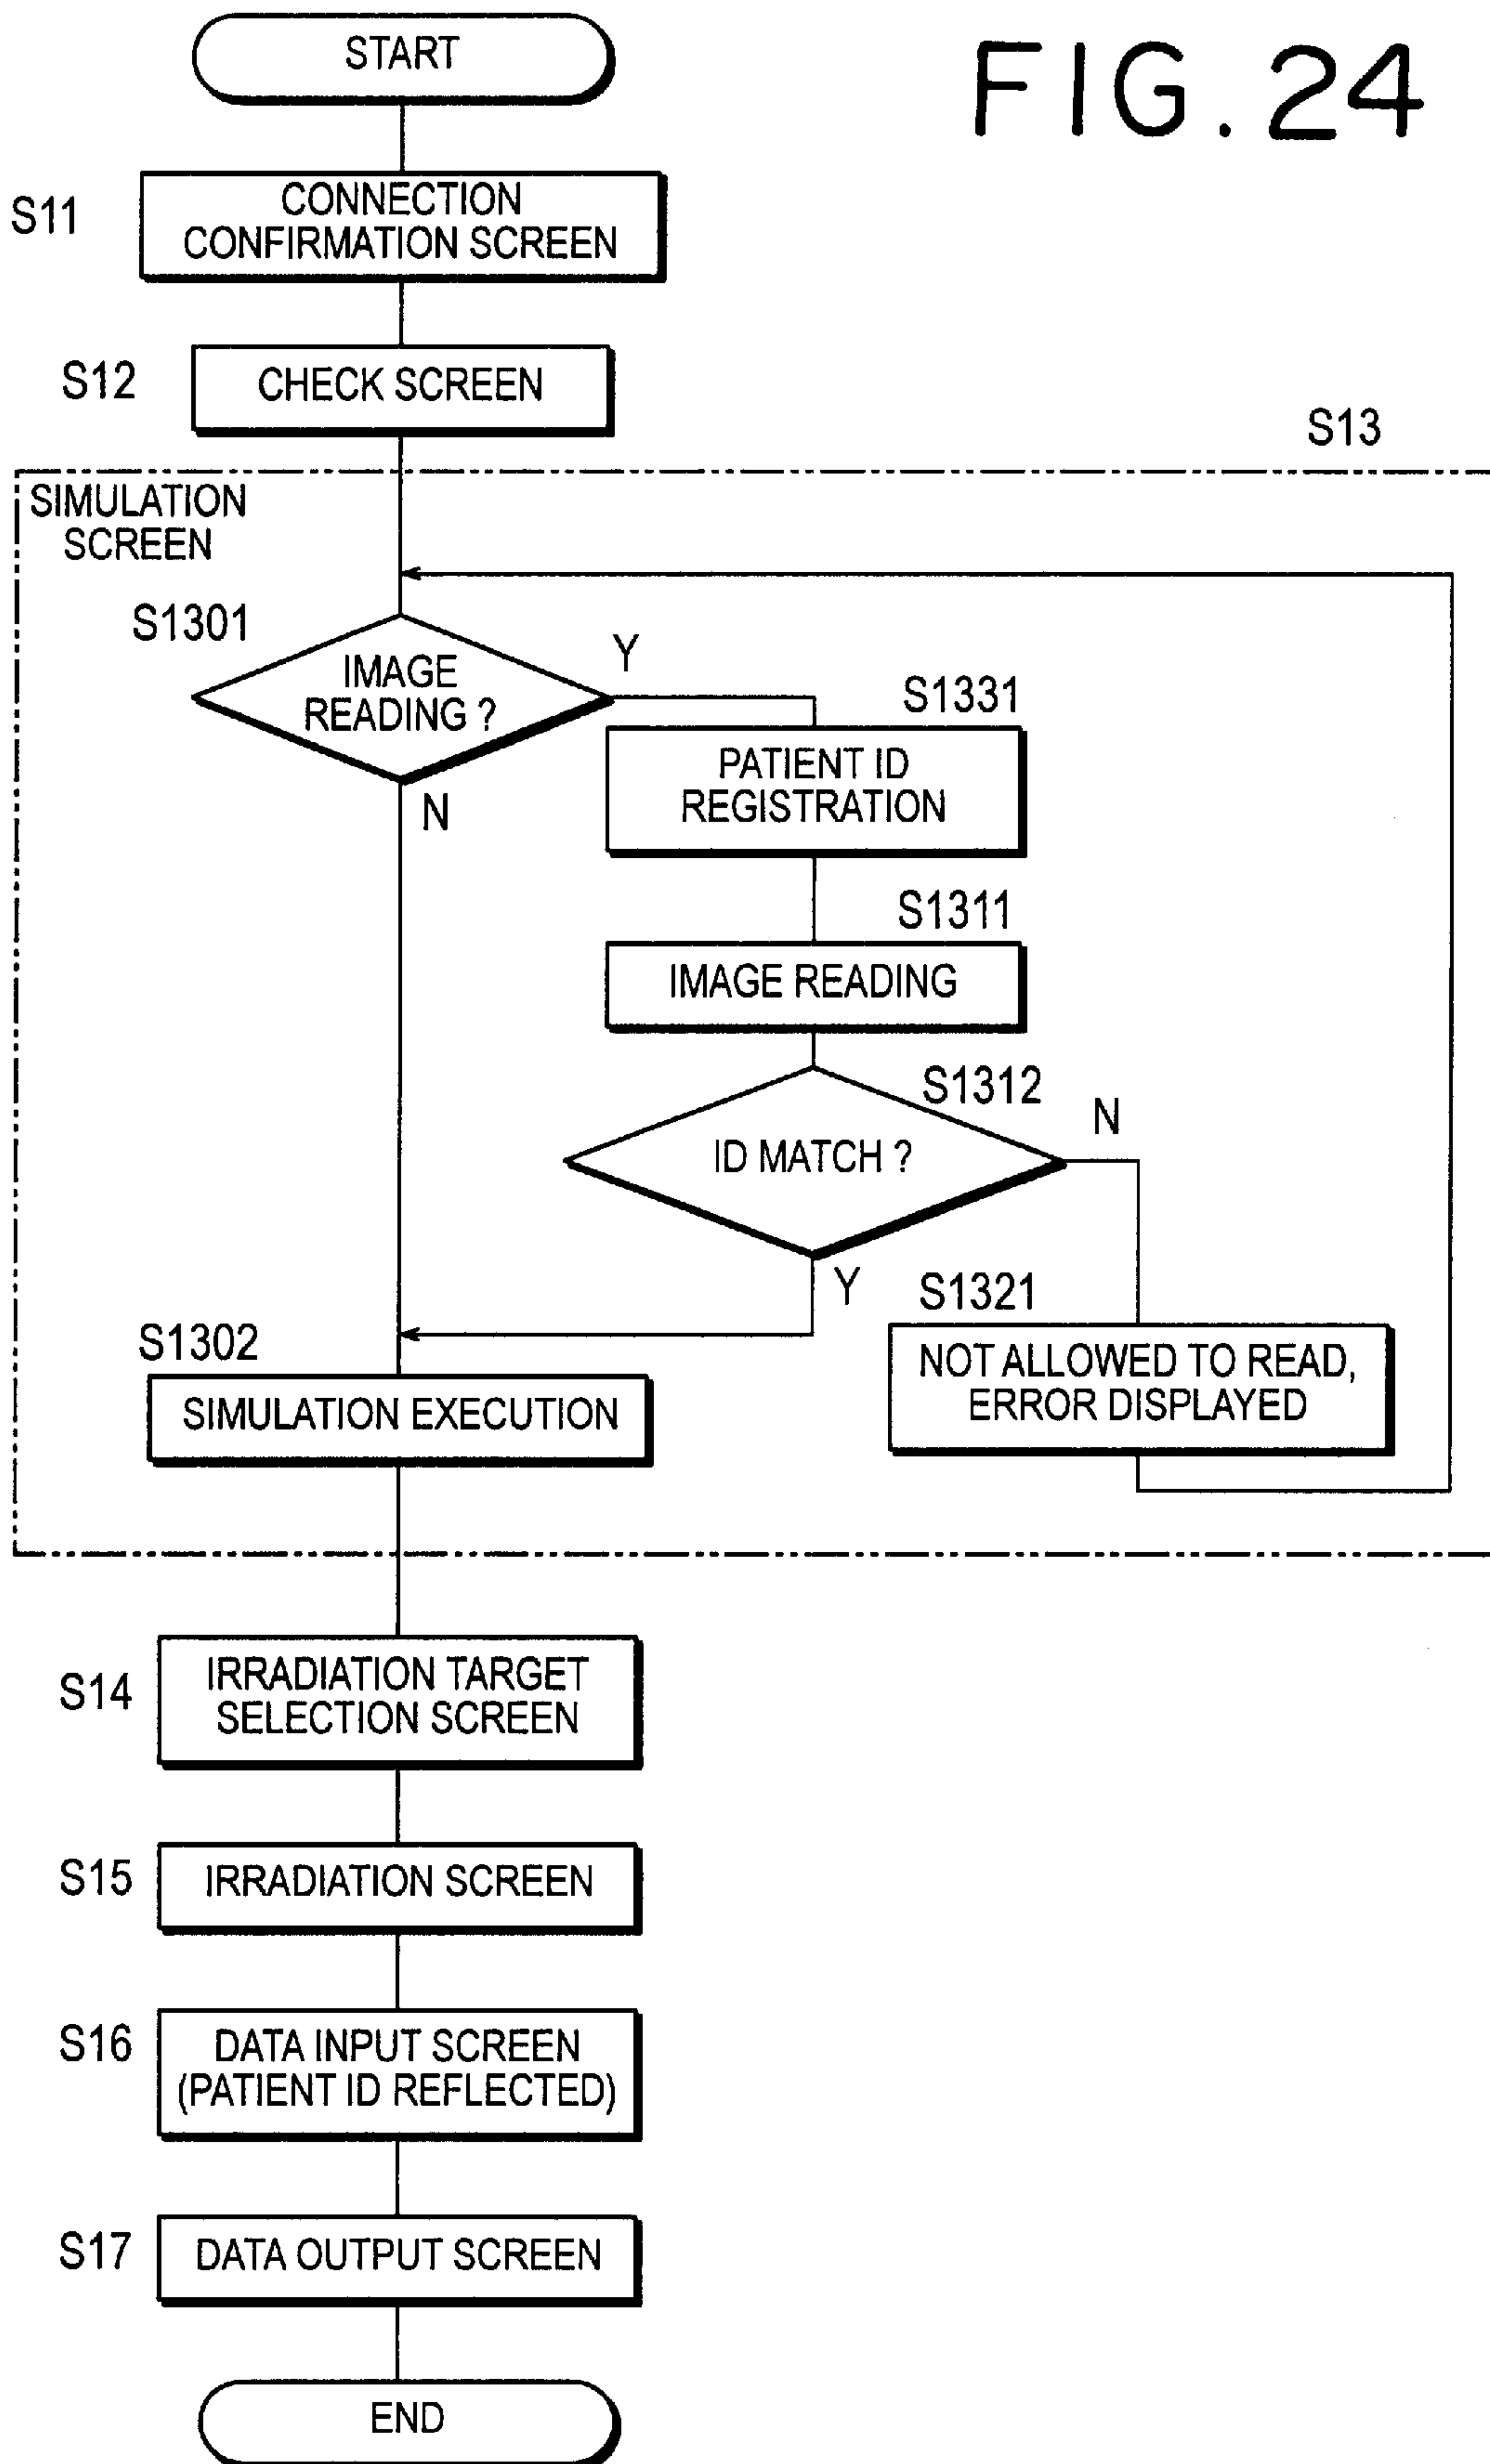 START
FIG. 24
S11
CONNECTION
CONFIRMATION SCREEN
S12
CHECK SCREEN
S13
SIMULATION
SCREEN
S1301
IMAGE
READING ?
Y
N
S1331
PATIENT ID
REGISTRATION
S1311
IMAGE READING
S1312
ID MATCH ?
N
Y
S1321
NOT ALLOWED TO READ,
ERROR DISPLAYED
S1302
SIMULATION EXECUTION
S14
IRRADIATION TARGET
SELECTION SCREEN
S15
IRRADIATION SCREEN
S16
DATA INPUT SCREEN
(PATIENT ID REFLECTED)
S17
DATA OUTPUT SCREEN
END